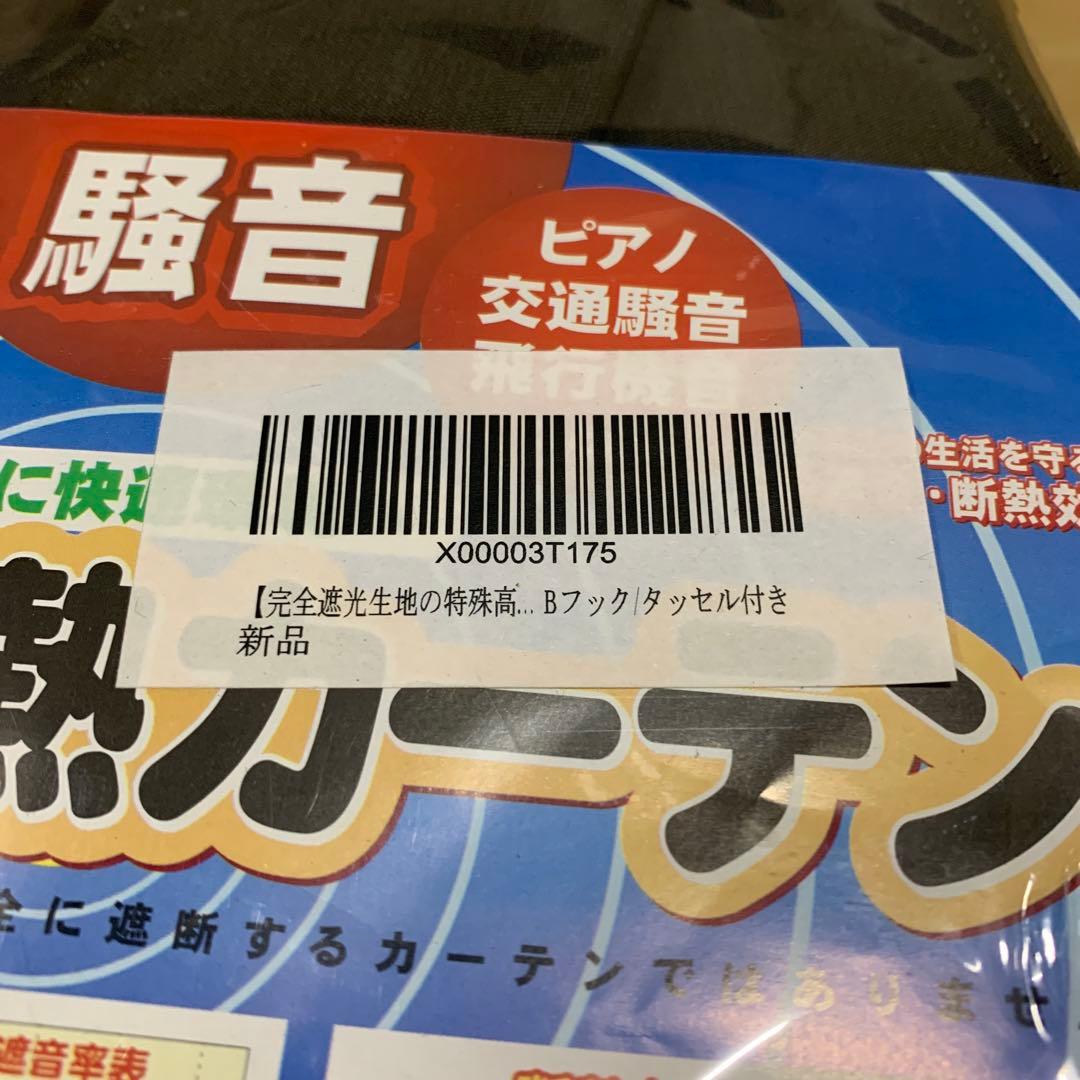 騒音
ピアノ
交通騒音
飛行機音
生活を守る
・断熱効
に快適
X00003T175
【完全遮光生地の特殊高... Bフック/タッセル付き
新品
熱カーテン
全に遮断するカーテンではありませ
遮音率表